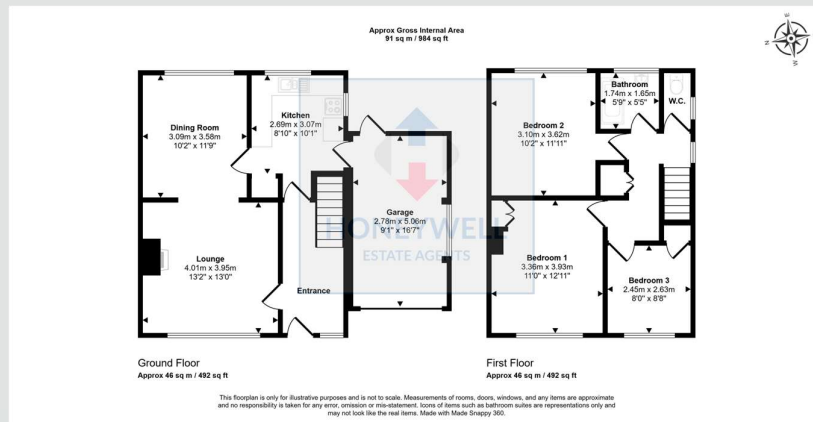 Approx Gross Internal Area
91 sq m / 984 sq ft
E
N
S
W
Dining Room
3.09m x 3.58m
10'2" x 11'9"
Kitchen
2.69m x 3.07m
8'10" x 10'1"
Garage
2.78m x 5.06m
9'1" x 16'7"
HONEYWELL
ESTATE AGENTS
Lounge
4.01m x 3.95m
13'2" x 13'0"
Entrance
Ground Floor
Approx 46 sq m / 492 sq ft
Bathroom
1.74m x 1.65m
5'9" x 5'5"
W.C.
Bedroom 2
3.10m x 3.62m
10'2" x 11'11"
Bedroom 1
3.36m x 3.93m
11'0" x 12'11"
Bedroom 3
2.45m x 2.63m
8'0" x 8'8"
First Floor
Approx 46 sq m / 492 sq ft
This floorplan is only for illustrative purposes and is not to scale. Measurements of rooms, doors, windows, and any items are approximate
and no responsibility is taken for any error, omission or mis-statement. Icons of items such as bathroom suites are representations only and
may not look like the real items. Made with Made Snappy 360.